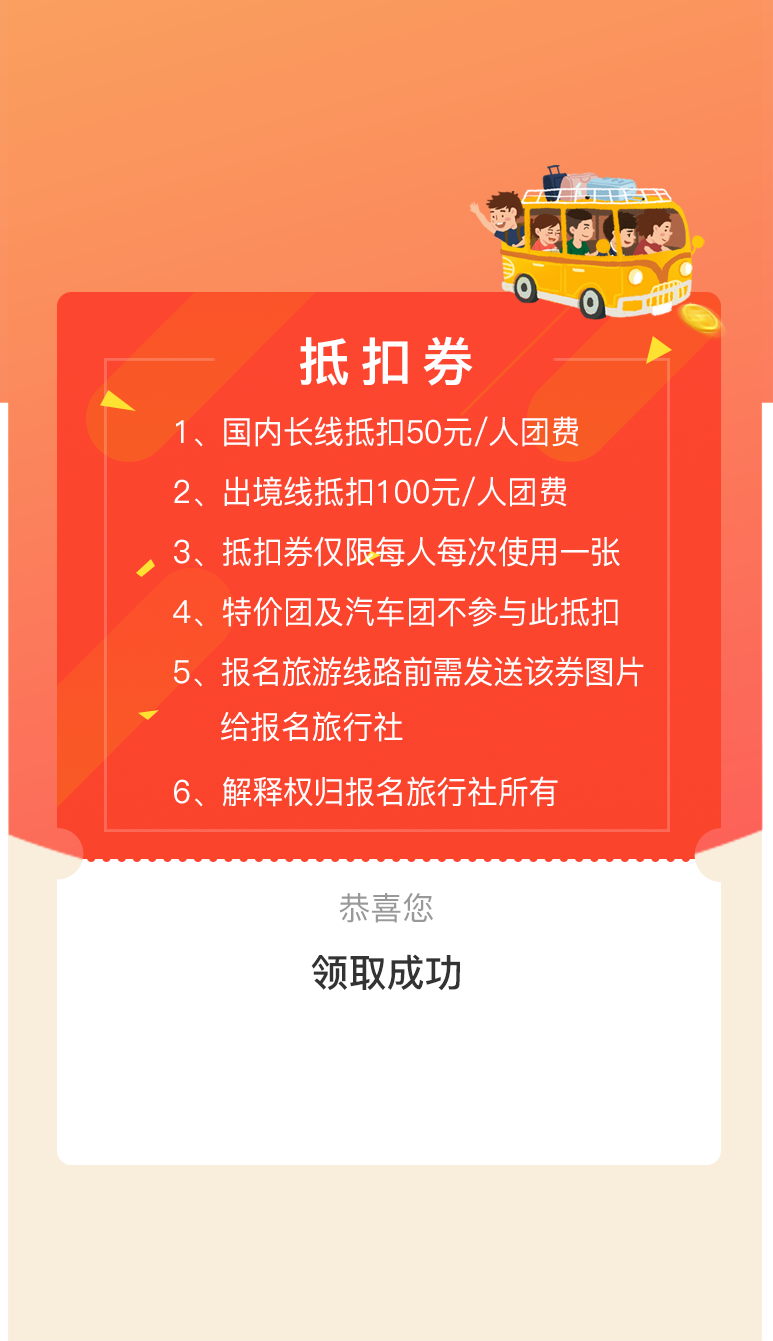 抵扣券
1、国内长线抵扣50元/人团费
2、出境线抵扣100元/人团费
3、抵扣券仅限每人每次使用一张
4、特价团及汽车团不参与此抵扣
5、报名旅游线路前需发送该券图片
给报名旅行社
6、解释权归报名旅行社所有
恭喜您
领取成功